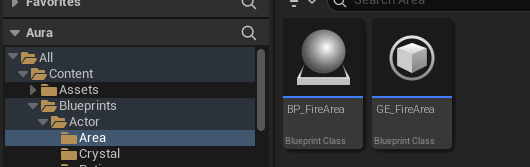 Favorites
Search Area
Aura
All
Content
Assets
Blueprints
Actor
Area
Crystal
BP_FireArea
GE_FireArea
Blueprint Class
Blueprint Class